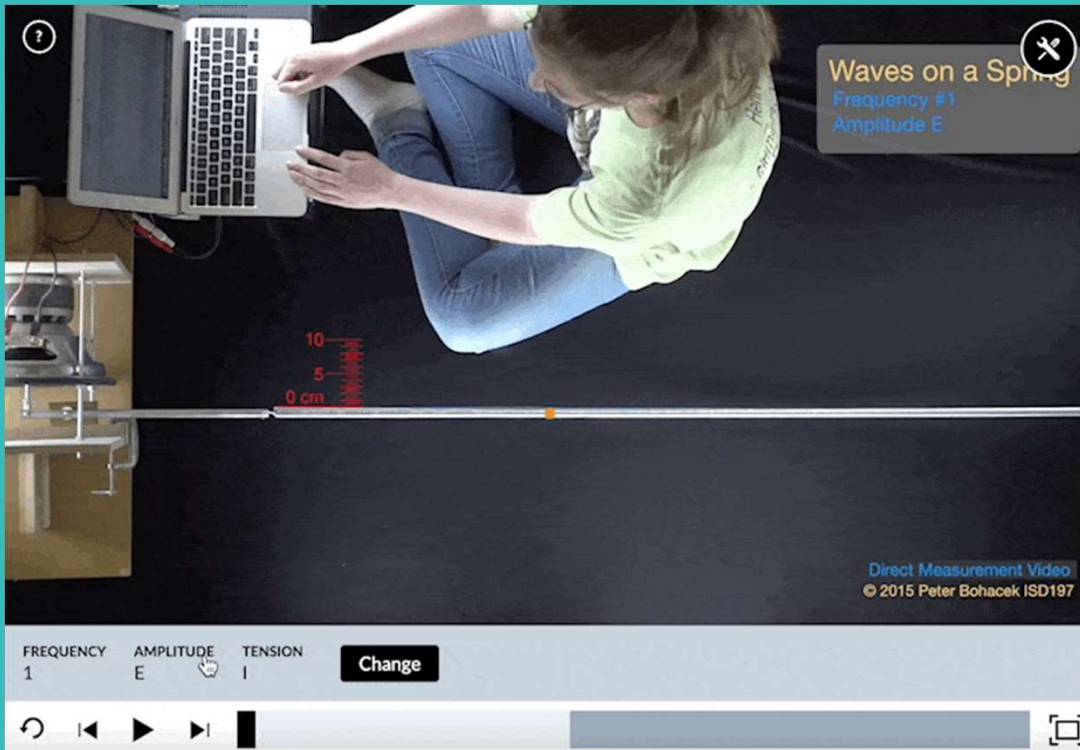 ?
Waves on a Spring
Frequency #1
Amplitude E
10
5
0 cm
Direct Measurement Video
© 2015 Peter Bohacek ISD197
FREQUENCY AMPLITUDE TENSION
1 E I
Change